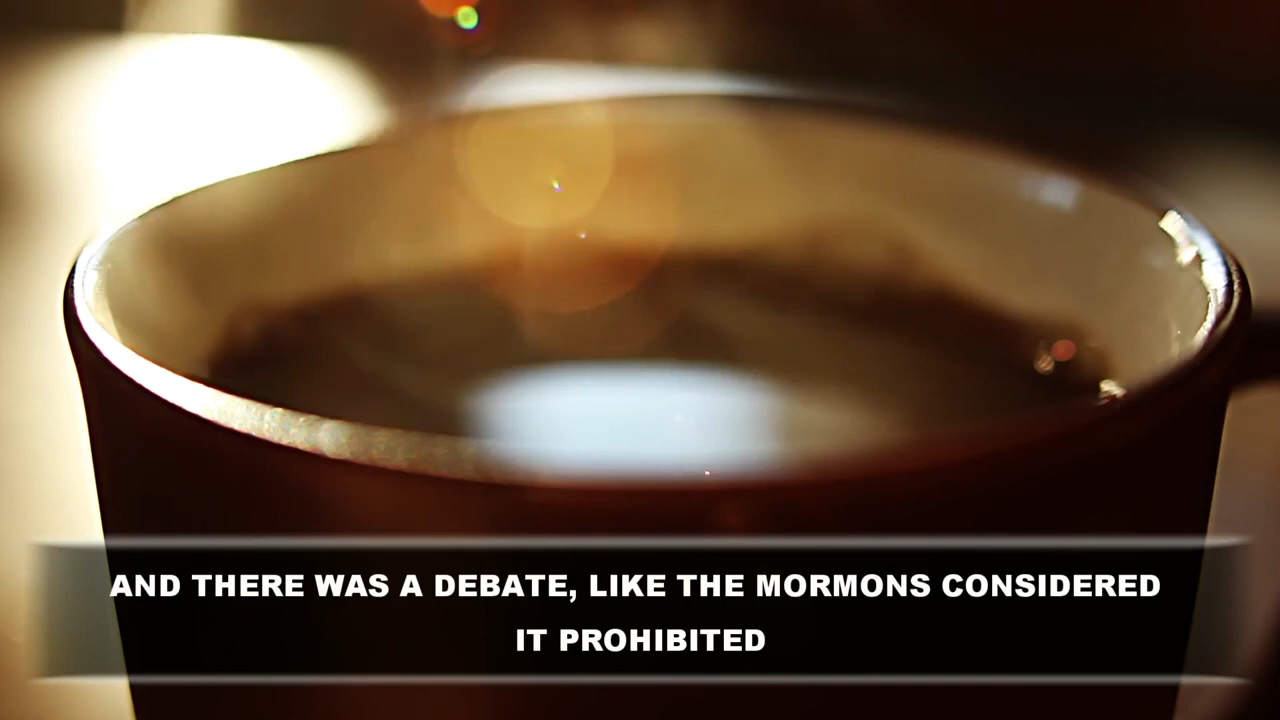 AND THERE WAS A DEBATE, LIKE THE MORMONS CONSIDERED
IT PROHIBITED